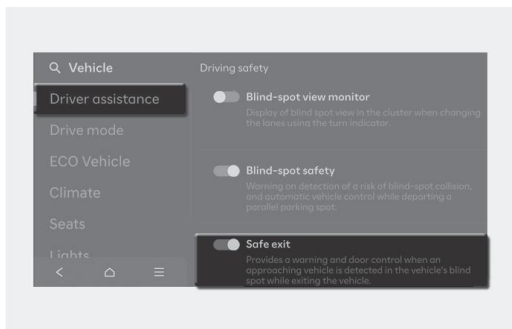 Vehicle
Driver assistance
Drive mode
ECO Vehicle
Climate
Seats
Lights
Driving safety
Blind-spot view monitor
Display of blind spot view in the cluster when changing
the lanes using the turn indicator.
Blind-spot safety
Warning on detection of a risk of blind-spot collision,
and automatic vehicle control while departing a
parallel parking spot.
Safe exit
Provides a warning and door control when an
approaching vehicle is detected in the vehicle's blind
spot while exiting the vehicle.